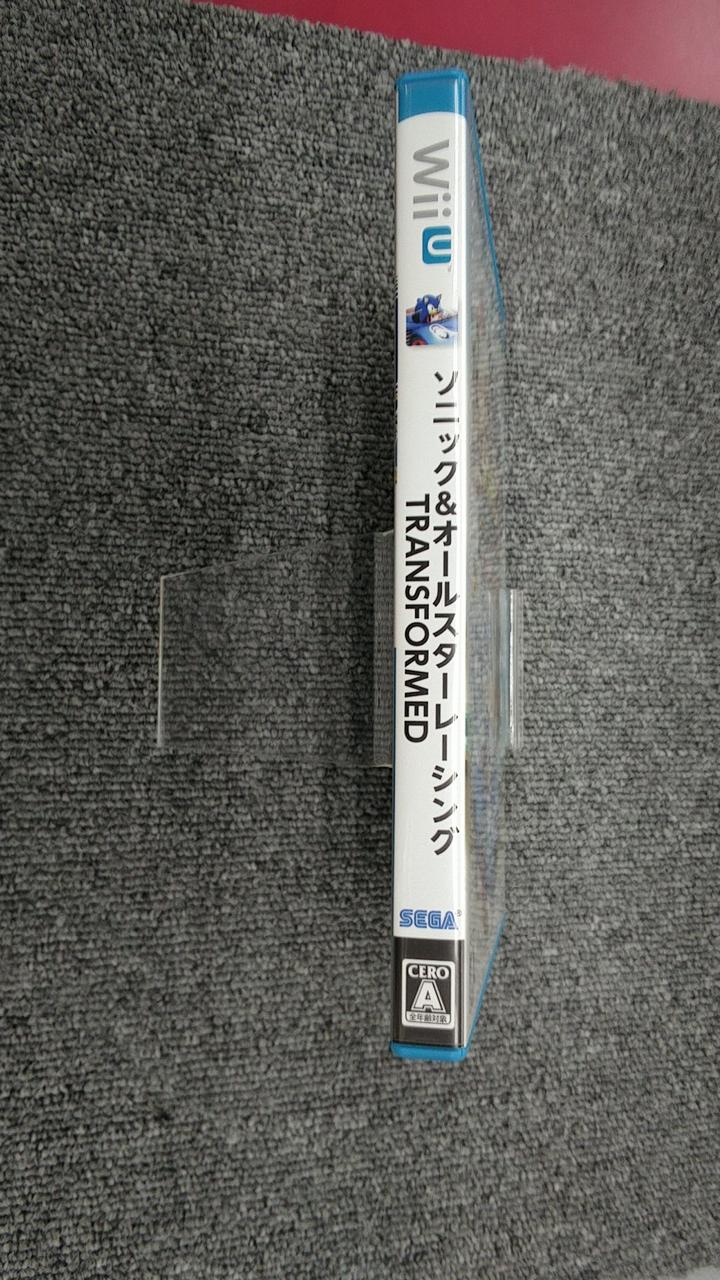 Wii U™
ソニック&オールスターレーシング
TRANSFORMED
SEGA®
CERO
A
全年齢対象